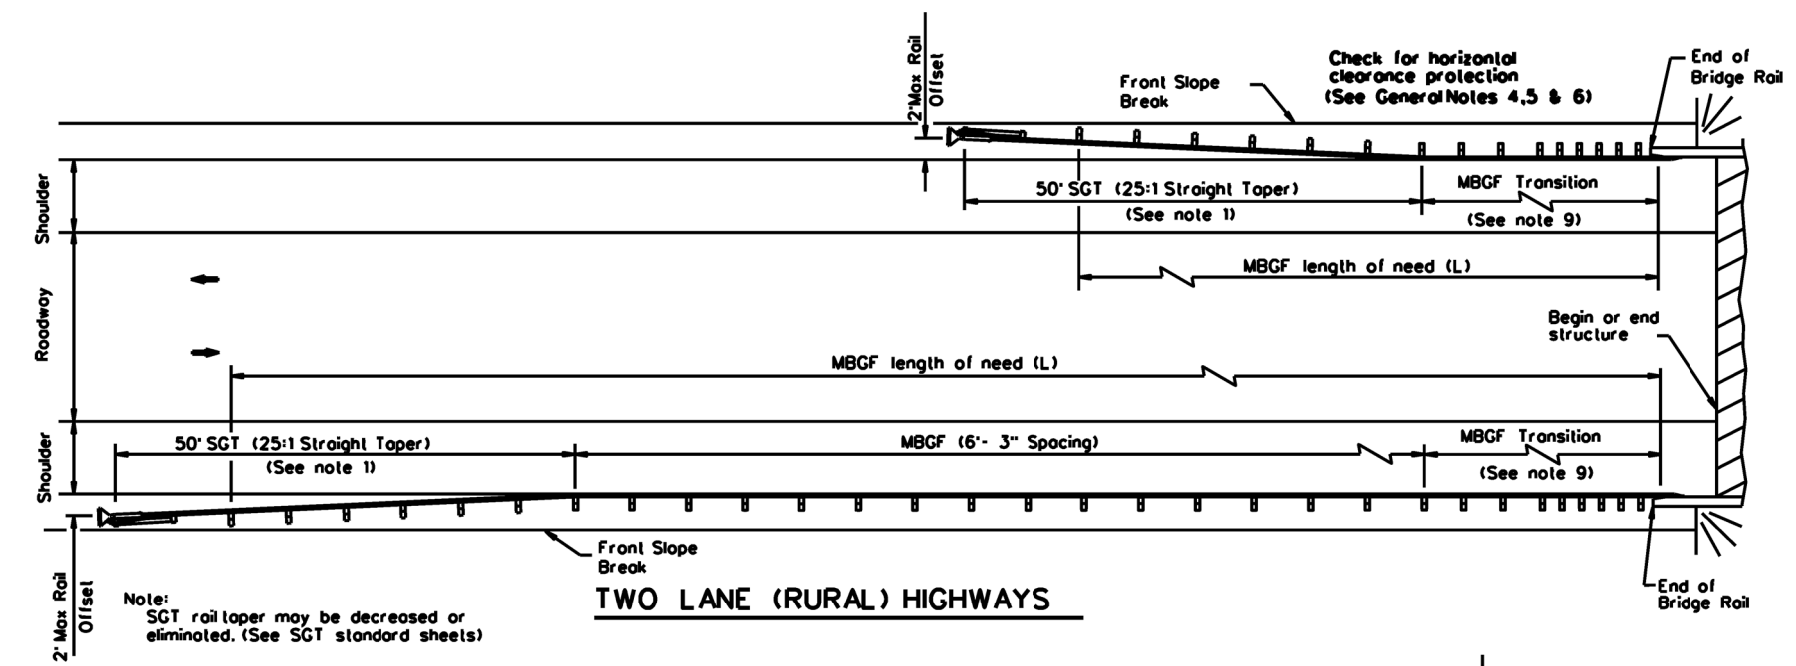 2'Max Rail
Offset
Front Slope
Break
Check for horizontal
clearance protection
(See General Notes 4,5 & 6)
End of
Bridge Rail
Shoulder
50' SGT (25:1 Straight Taper)
(See note 1)
MBGF Transition
(See note 9)
MBGF length of need (L)
Roadway
Begin or end
structure
MBGF length of need (L)
Shoulder
50' SGT (25:1 Straight Taper)
(See note 1)
MBGF (6'- 3" Spacing)
MBGF Transition
(See note 9)
2' Max Rail
Offset
Front Slope
Break
End of
Bridge Rail
Note:
SGT rail taper may be decreased or
eliminated. (See SGT standard sheets)
TWO LANE (RURAL) HIGHWAYS